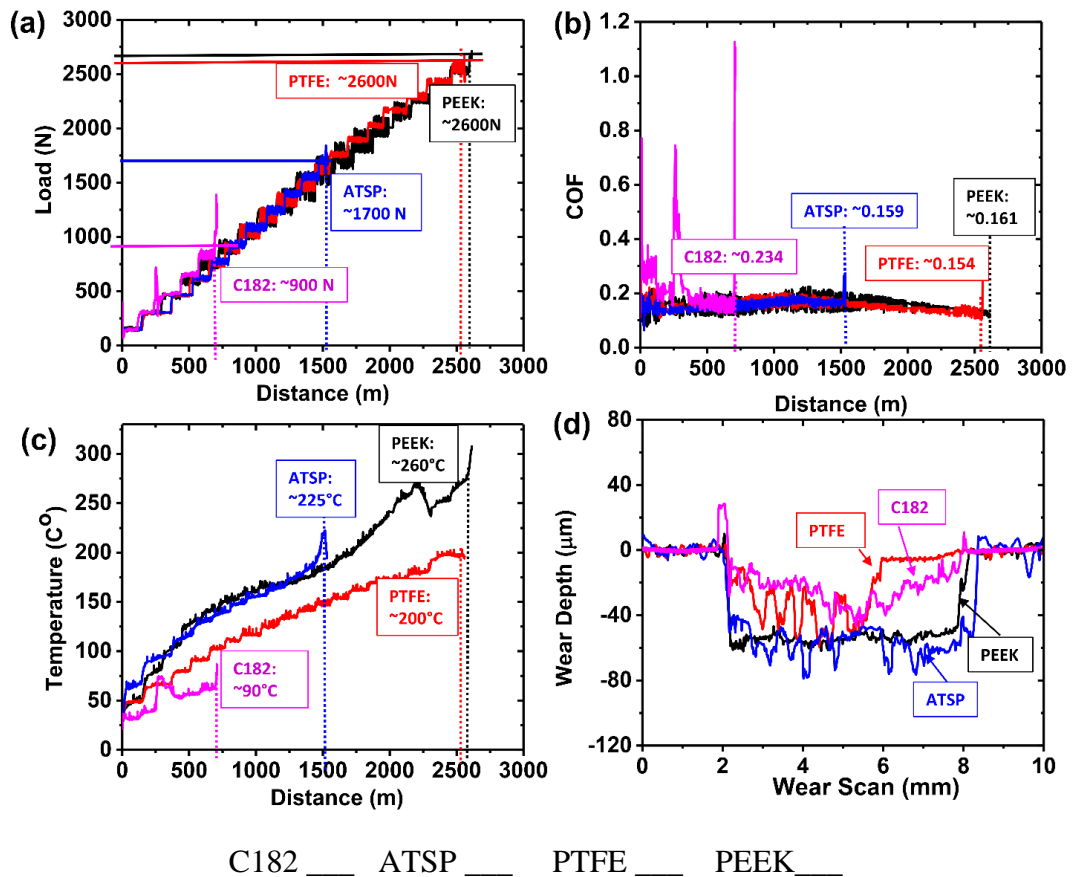 (a)
Load (N)
3000
2500
2000
1500
1000
500
0
PTFE: ~2600N
PEEK:
~2600N
ATSP:
~1700 N
C182: ~900 N
0 500 1000 1500 2000 2500 3000
Distance (m)
(b)
COF
1.2
1.0
0.8
0.6
0.4
0.2
0.0
PEEK:
~0.161
ATSP: ~0.159
C182: ~0.234
PTFE: ~0.154
0 500 1000 1500 2000 2500 3000
Distance (m)
(c)
Temperature (C⁰)
300
250
200
150
100
50
0
PEEK:
~260°C
ATSP:
~225°C
PTFE:
~200°C
C182:
~90°C
0 500 1000 1500 2000 2500 3000
Distance (m)
(d)
Wear Depth (μm)
80
40
0
-40
-80
-120
C182
PTFE
PEEK
ATSP
0 2 4 6 8 10
Wear Scan (mm)
C182 ___ ATSP ___ PTFE ___ PEEK___